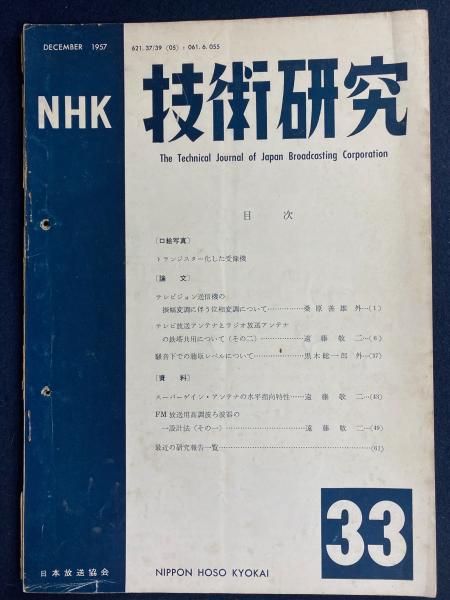 DECEMBER 1957
621.37/39 (05) : 061.6.055
NHK 技術研究
The Technical Journal of Japan Broadcasting Corporation
目次
〔口絵写真〕
トランジスター化した受像機
〔論文〕
テレビジョン送信機の
振幅変調に伴う位相変調について……………桑原善雄 外…(1)
テレビ放送アンテナとラジオ放送アンテナ
の鉄塔共用について(その二)………………遠藤敬二…(6)
騒音下での聴取レベルについて………………黒木総一郎 外…(37)
〔資料〕
スーパーゲイン・アンテナの水平指向特性……遠藤敬二…(43)
FM放送用高調波ろ波器の
一設計法(その一)………………遠藤敬二…(49)
最近の研究報告一覧………………(61)
33
日本放送協会
NIPPON HOSO KYOKAI